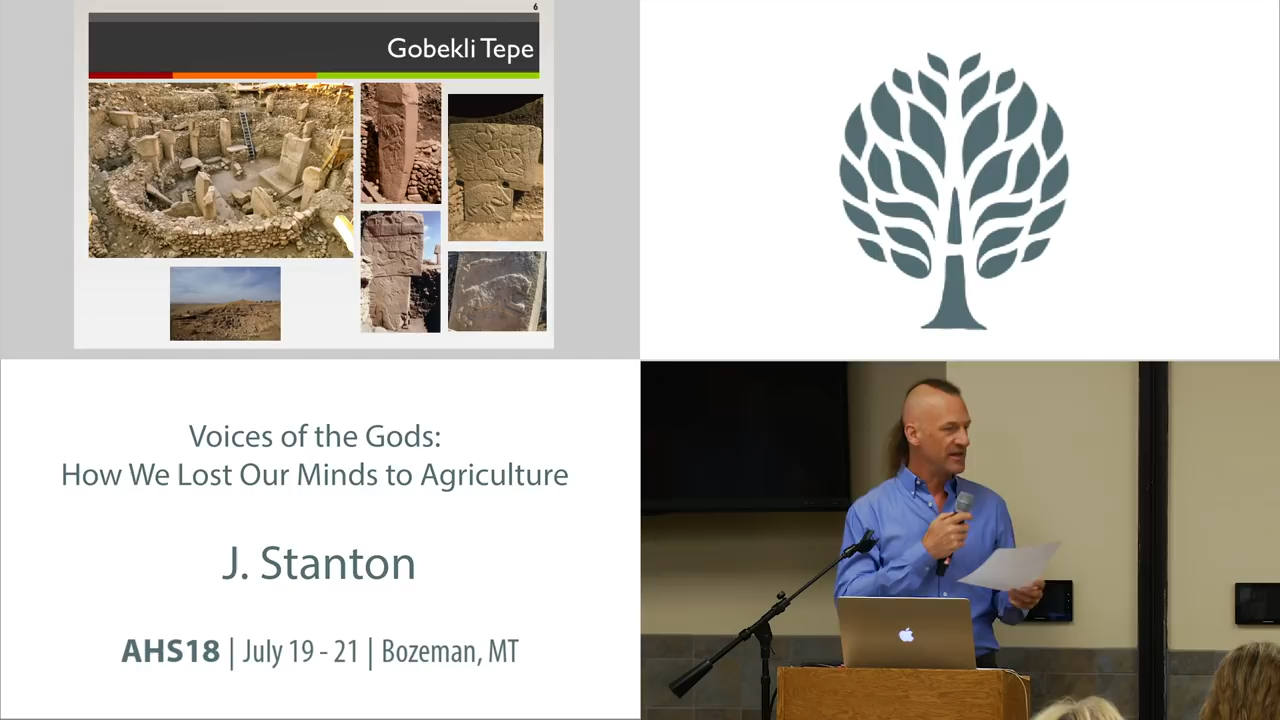 6
Gobekli Tepe
Voices of the Gods:
How We Lost Our Minds to Agriculture
J. Stanton
AHS18 | July 19 - 21 | Bozeman, MT